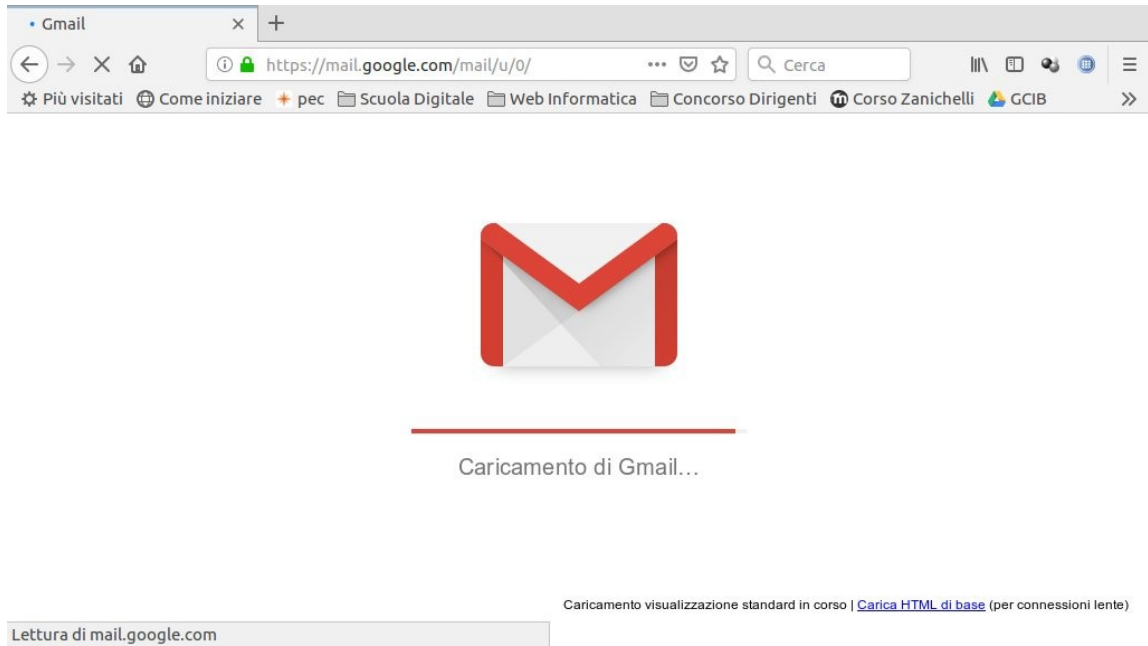 Gmail
https://mail.google.com/mail/u/0/ Cerca
Più visitati Come iniziare pec Scuola Digitale Web Informatica Concorso Dirigenti Corso Zanichelli GCIB
Caricamento di Gmail...
Caricamento visualizzazione standard in corso | Carica HTML di base (per connessioni lente)
Lettura di mail.google.com